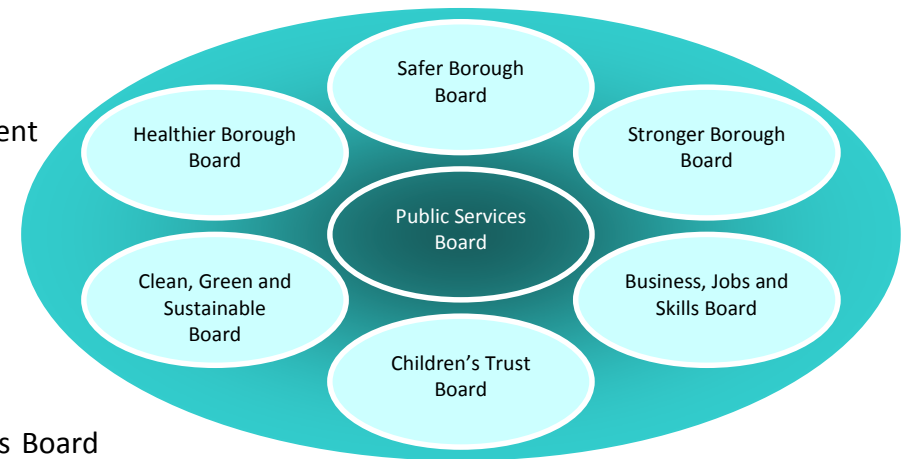 Safer Borough
Board
ent
Healthier Borough
Board
Stronger Borough
Board
Public Services
Board
Clean, Green and
Sustainable
Board
Business, Jobs and
Skills Board
Children’s Trust
Board
s Board